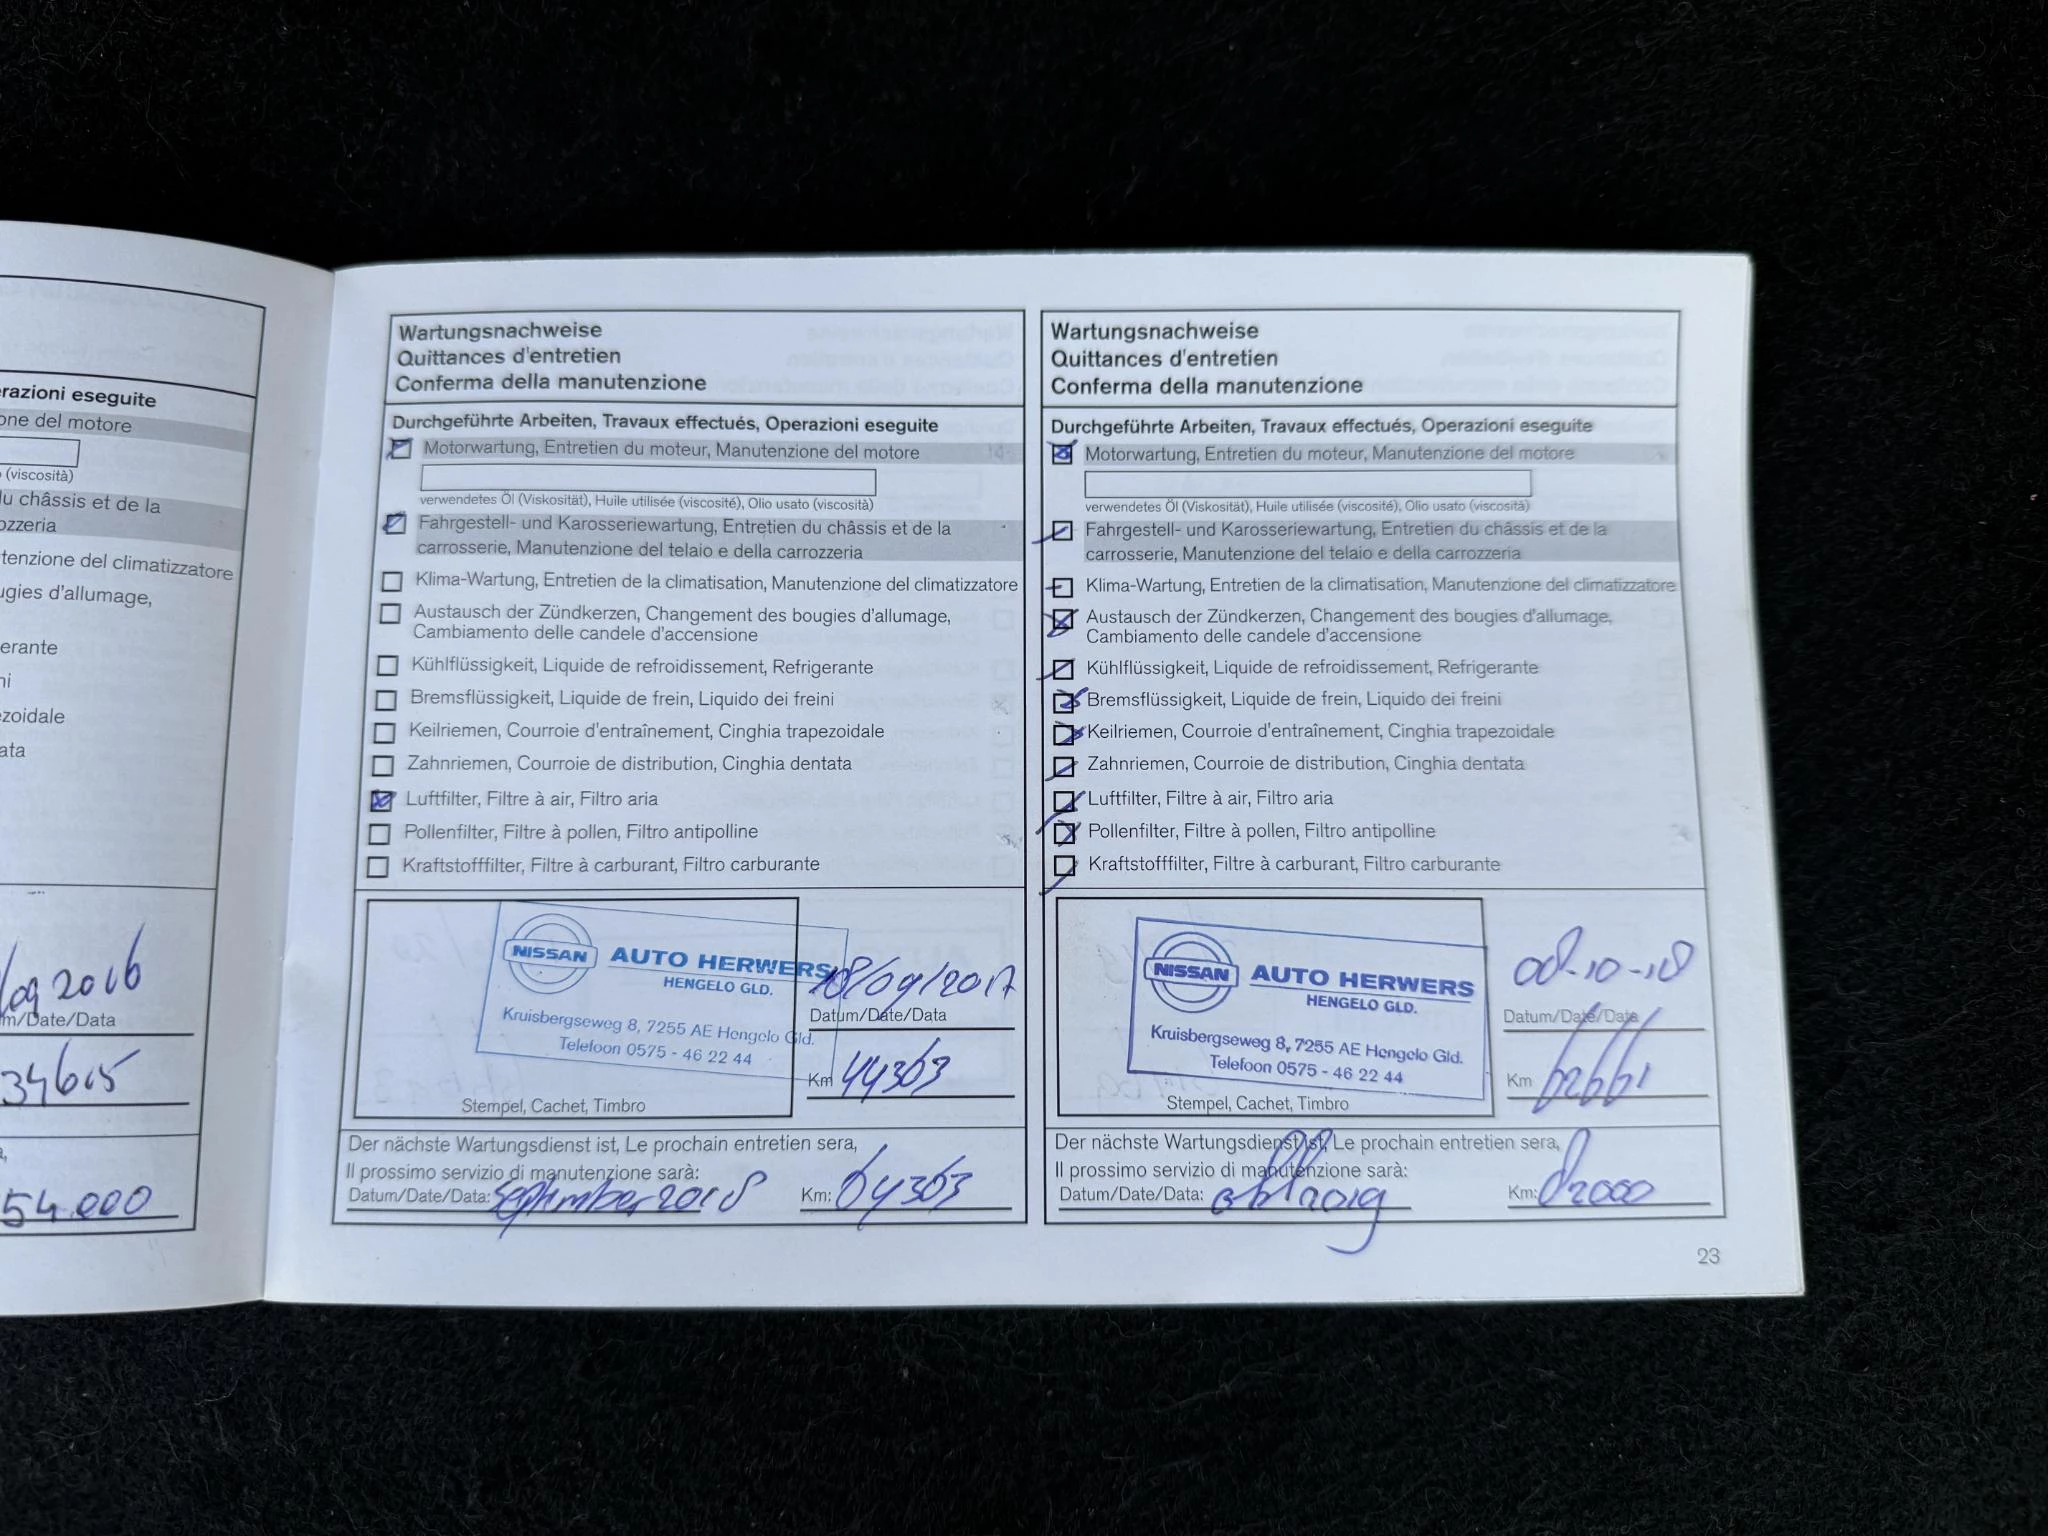 razioni eseguite
one del motore
(viscosità)
u châssis et de la
ozzeria
tenzione del climatizzatore
ugies d'allumage,
erante
ni
zoidale
ata
/09 2016
m/Date/Data
34615
54.000
Wartungsnachweise
Quittances d'entretien
Conferma della manutenzione
Durchgeführte Arbeiten, Travaux effectués, Operazioni eseguite
Motorwartung, Entretien du moteur, Manutenzione del motore
verwendetes Öl (Viskosität), Huile utilisée (viscosité), Olio usato (viscosità)
Fahrgestell- und Karosseriewartung, Entretien du châssis et de la
carrosserie, Manutenzione del telaio e della carrozzeria
Klima-Wartung, Entretien de la climatisation, Manutenzione del climatizzatore
Austausch der Zündkerzen, Changement des bougies d'allumage,
Cambiamento delle candele d'accensione
Kühlflüssigkeit, Liquide de refroidissement, Refrigerante
Bremsflüssigkeit, Liquide de frein, Liquido dei freini
Keilriemen, Courroie d'entraînement, Cinghia trapezoidale
Zahnriemen, Courroie de distribution, Cinghia dentata
Luftfilter, Filtre à air, Filtro aria
Pollenfilter, Filtre à pollen, Filtro antipolline
Kraftstofffilter, Filtre à carburant, Filtro carburante
NISSAN AUTO HERWERS
HENGELO GLD.
Kruisbergseweg 8, 7255 AE Hengelo Gld.
Telefoon 0575 - 46 22 44
Stempel, Cachet, Timbro
18/09/2017
Datum/Date/Data
Km 44363
Der nächste Wartungsdienst ist, Le prochain entretien sera,
Il prossimo servizio di manutenzione sarà:
Datum/Date/Data: september 2018 Km: 64363
Wartungsnachweise
Quittances d'entretien
Conferma della manutenzione
Durchgeführte Arbeiten, Travaux effectués, Operazioni eseguite
Motorwartung, Entretien du moteur, Manutenzione del motore
verwendetes Öl (Viskosität), Huile utilisée (viscosité), Olio usato (viscosità)
Fahrgestell- und Karosseriewartung, Entretien du châssis et de la
carrosserie, Manutenzione del telaio e della carrozzeria
Klima-Wartung, Entretien de la climatisation, Manutenzione del climatizzatore
Austausch der Zündkerzen, Changement des bougies d'allumage,
Cambiamento delle candele d'accensione
Kühlflüssigkeit, Liquide de refroidissement, Refrigerante
Bremsflüssigkeit, Liquide de frein, Liquido dei freini
Keilriemen, Courroie d'entraînement, Cinghia trapezoidale
Zahnriemen, Courroie de distribution, Cinghia dentata
Luftfilter, Filtre à air, Filtro aria
Pollenfilter, Filtre à pollen, Filtro antipolline
Kraftstofffilter, Filtre à carburant, Filtro carburante
NISSAN AUTO HERWERS
HENGELO GLD.
Kruisbergseweg 8, 7255 AE Hengelo Gld.
Telefoon 0575 - 46 22 44
Stempel, Cachet, Timbro
08-10-18
Datum/Date/Data
Km 62661
Der nächste Wartungsdienst ist, Le prochain entretien sera,
Il prossimo servizio di manutenzione sarà:
Datum/Date/Data: 2019 Km: 82000
23